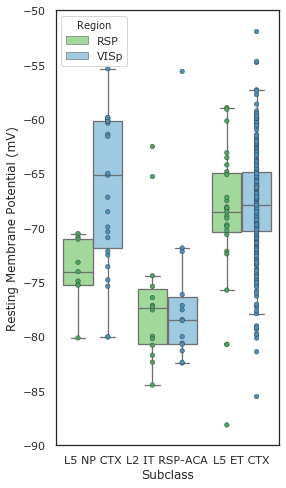 Region
RSP
VISp
−50
−55
−60
−65
−70
−75
−80
−85
−90
Resting Membrane Potential (mV)
L5 NP CTX L2 IT RSP-ACA L5 ET CTX
Subclass